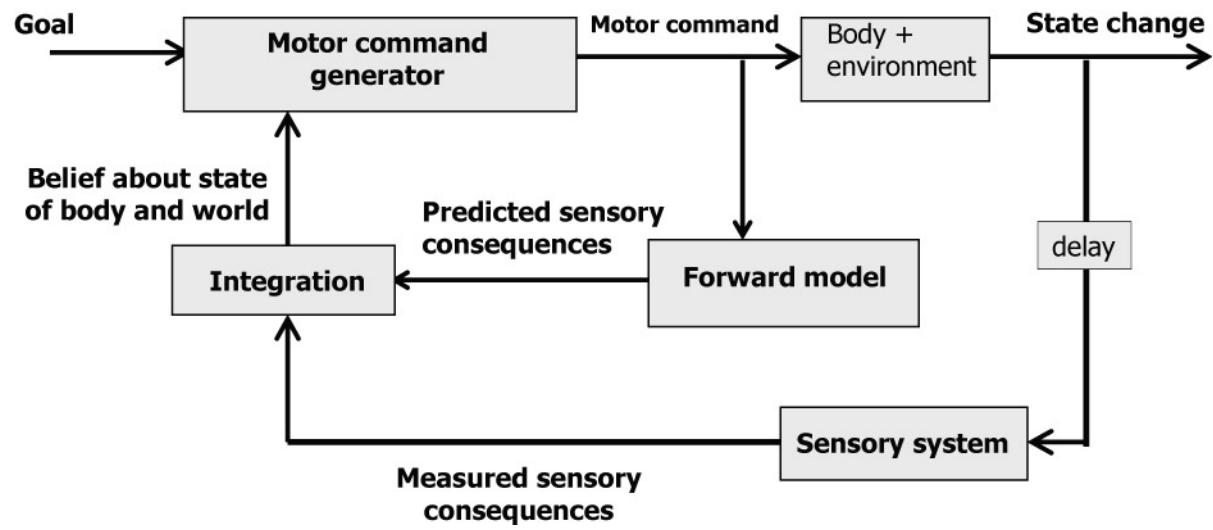 Goal
Motor command
generator
Motor command
Body +
environment
State change
Belief about state
of body and world
Predicted sensory
consequences
delay
Integration
Forward model
Sensory system
Measured sensory
consequences